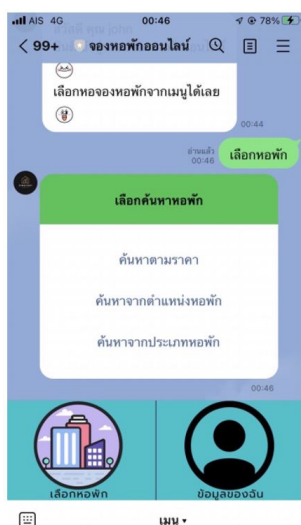 AIS 4G 00:46 78%
99+ จองหอพักออนไลน์
เลือกหอจองหอพักจากเมนูได้เลย
00:44
อ่านแล้ว
00:46
เลือกหอพัก
เลือกค้นหาหอพัก
ค้นหาตามราคา
ค้นหาจากตำแหน่งหอพัก
ค้นหาจากประเภทหอพัก
00:46
เลือกหอพัก
ข้อมูลของฉัน
เมนู